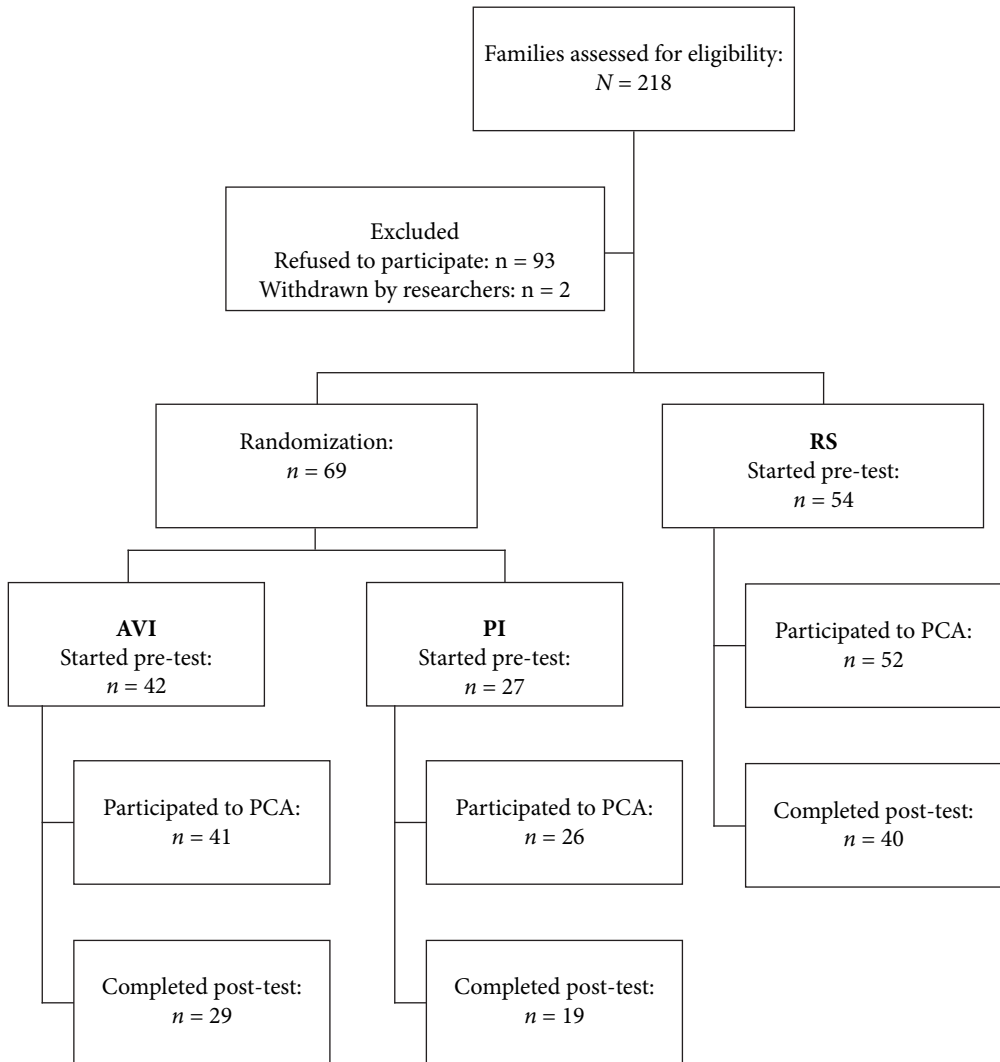 Families assessed for eligibility:
N = 218
Excluded
Refused to participate: n = 93
Withdrawn by researchers: n = 2
Randomization:
n = 69
RS
Started pre-test:
n = 54
AVI
Started pre-test:
n = 42
PI
Started pre-test:
n = 27
Participated to PCA:
n = 52
Participated to PCA:
n = 41
Participated to PCA:
n = 26
Completed post-test:
n = 40
Completed post-test:
n = 29
Completed post-test:
n = 19